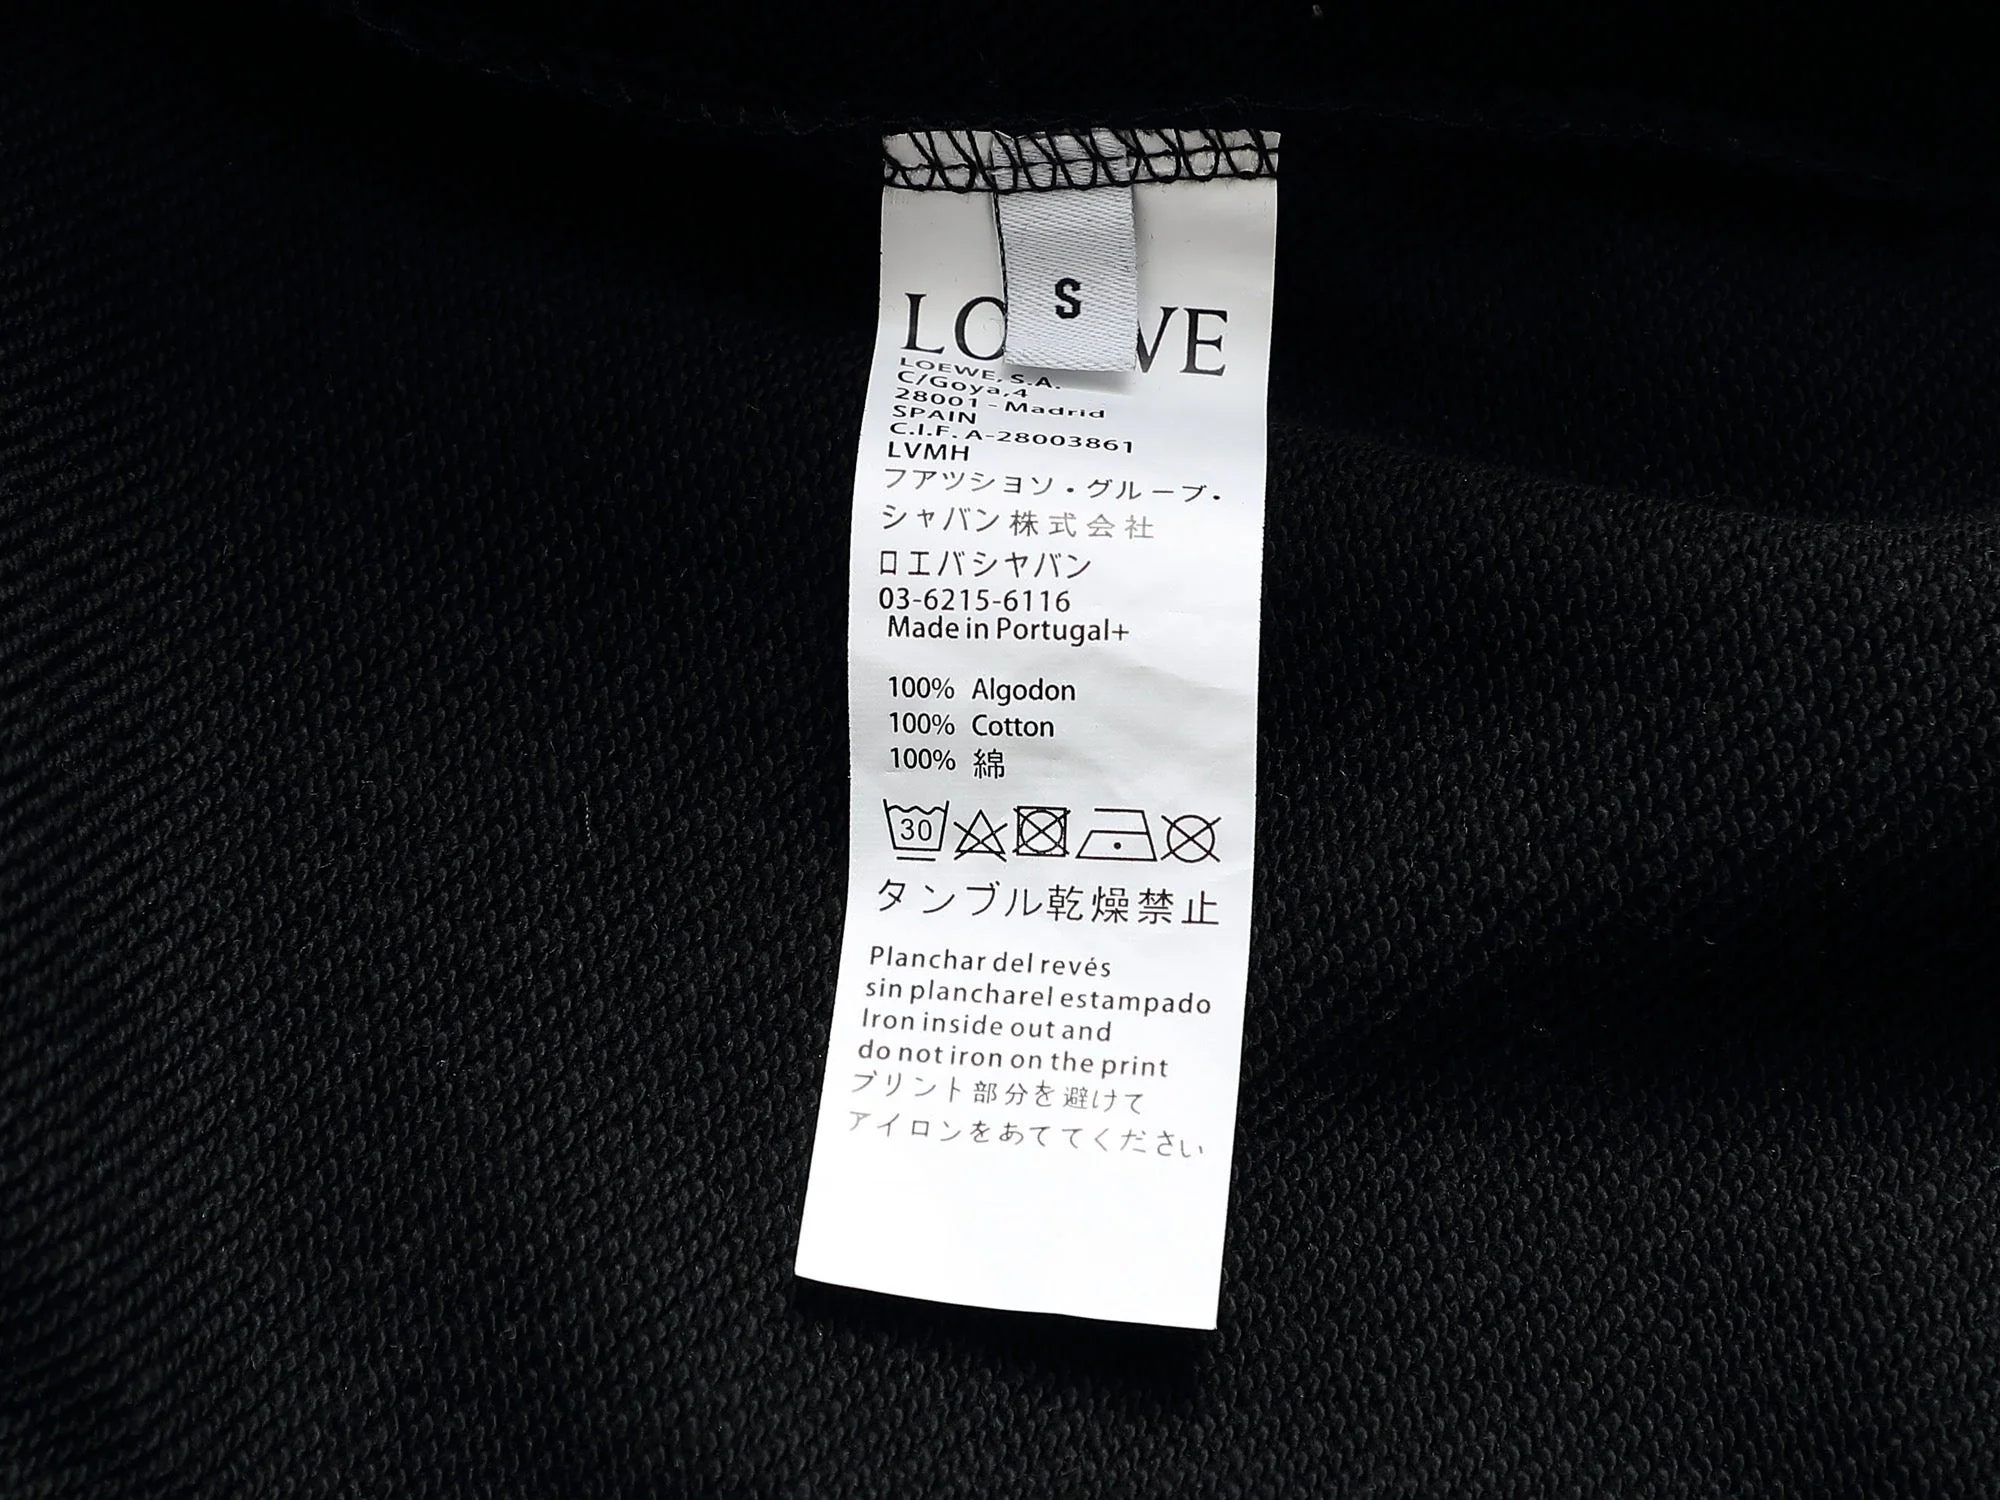 S
LOEWE
LOEWE, S.A.
C/Goya,4
28001 - Madrid
SPAIN
C.I.F. A-28003861
LVMH
フアツシヨソ・グループ・
シャバン株式会社
ロエバシヤバン
03-6215-6116
Made in Portugal+
100% Algodon
100% Cotton
100% 綿
30
タンブル乾燥禁止
Planchar del revés
sin plancharel estampado
Iron inside out and
do not iron on the print
プリント部分を避けて
アイロンをあててください